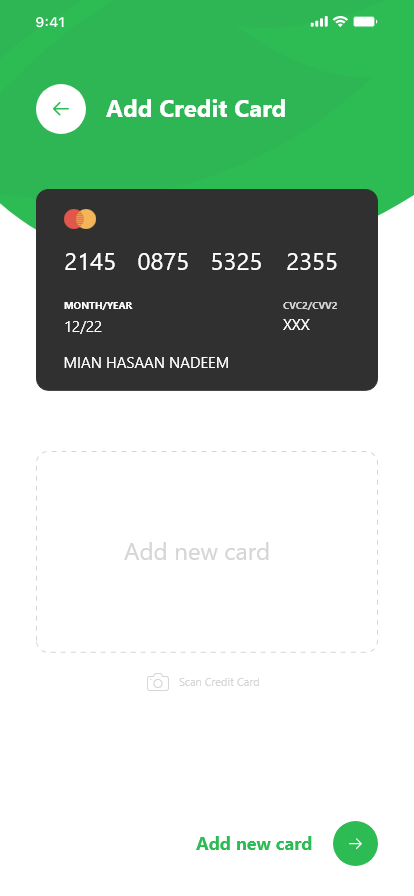 9:41
Add Credit Card
2145 0875 5325 2355
MONTH/YEAR CVC2/CVV2
12/22 XXX
MIAN HASAAN NADEEM
Add new card
Scan Credit Card
Add new card